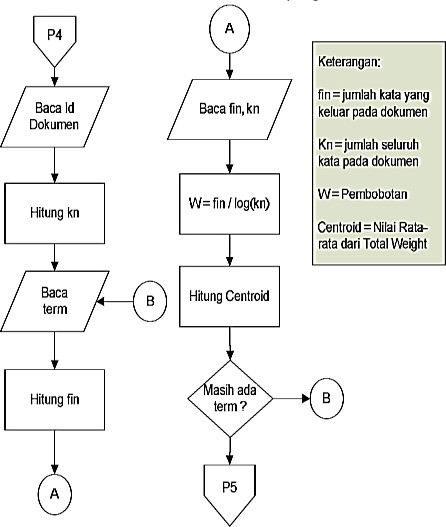 P4
Baca Id
Dokumen
Hitung kn
Baca
term
B
Hitung fin
A
A
Baca fin, kn
W= fin / log(kn)
Hitung Centroid
Masih ada
term ?
B
P5
Keterangan:
fin = jumlah kata yang
keluar pada dokumen
Kn = jumlah seluruh
kata pada dokumen
W= Pembobotan
Centroid = Nilai Rata-
rata dari Total Weight